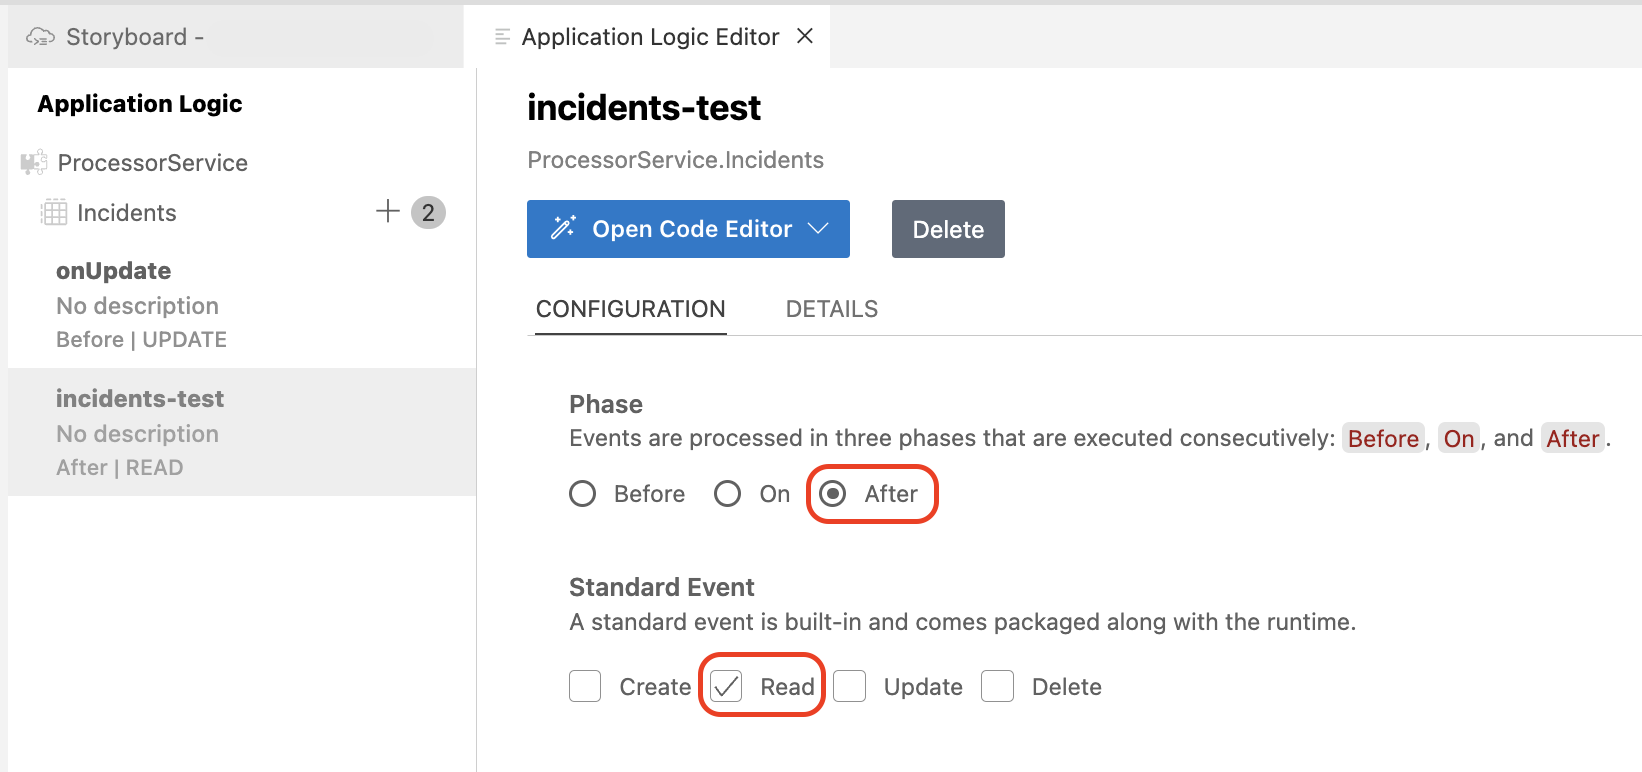 Storyboard -
Application Logic Editor
Application Logic
ProcessorService
Incidents
2
onUpdate
No description
Before | UPDATE
incidents-test
No description
After | READ
incidents-test
ProcessorService.Incidents
Open Code Editor
Delete
CONFIGURATION
DETAILS
Phase
Events are processed in three phases that are executed consecutively: Before, On, and After.
Before
On
After
Standard Event
A standard event is built-in and comes packaged along with the runtime.
Create
Read
Update
Delete